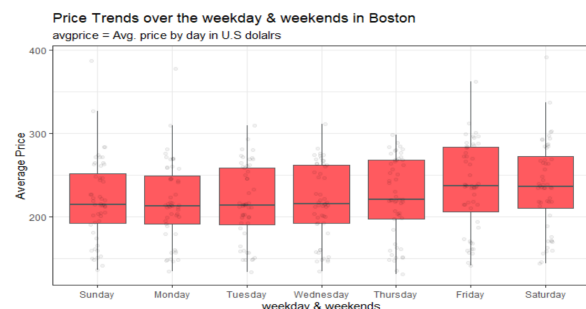 Price Trends over the weekday & weekends in Boston
avgprice = Avg. price by day in U.S dolalrs
400
300
200
Average Price
Sunday Monday Tuesday Wednesday Thursday Friday Saturday
weekday & weekends